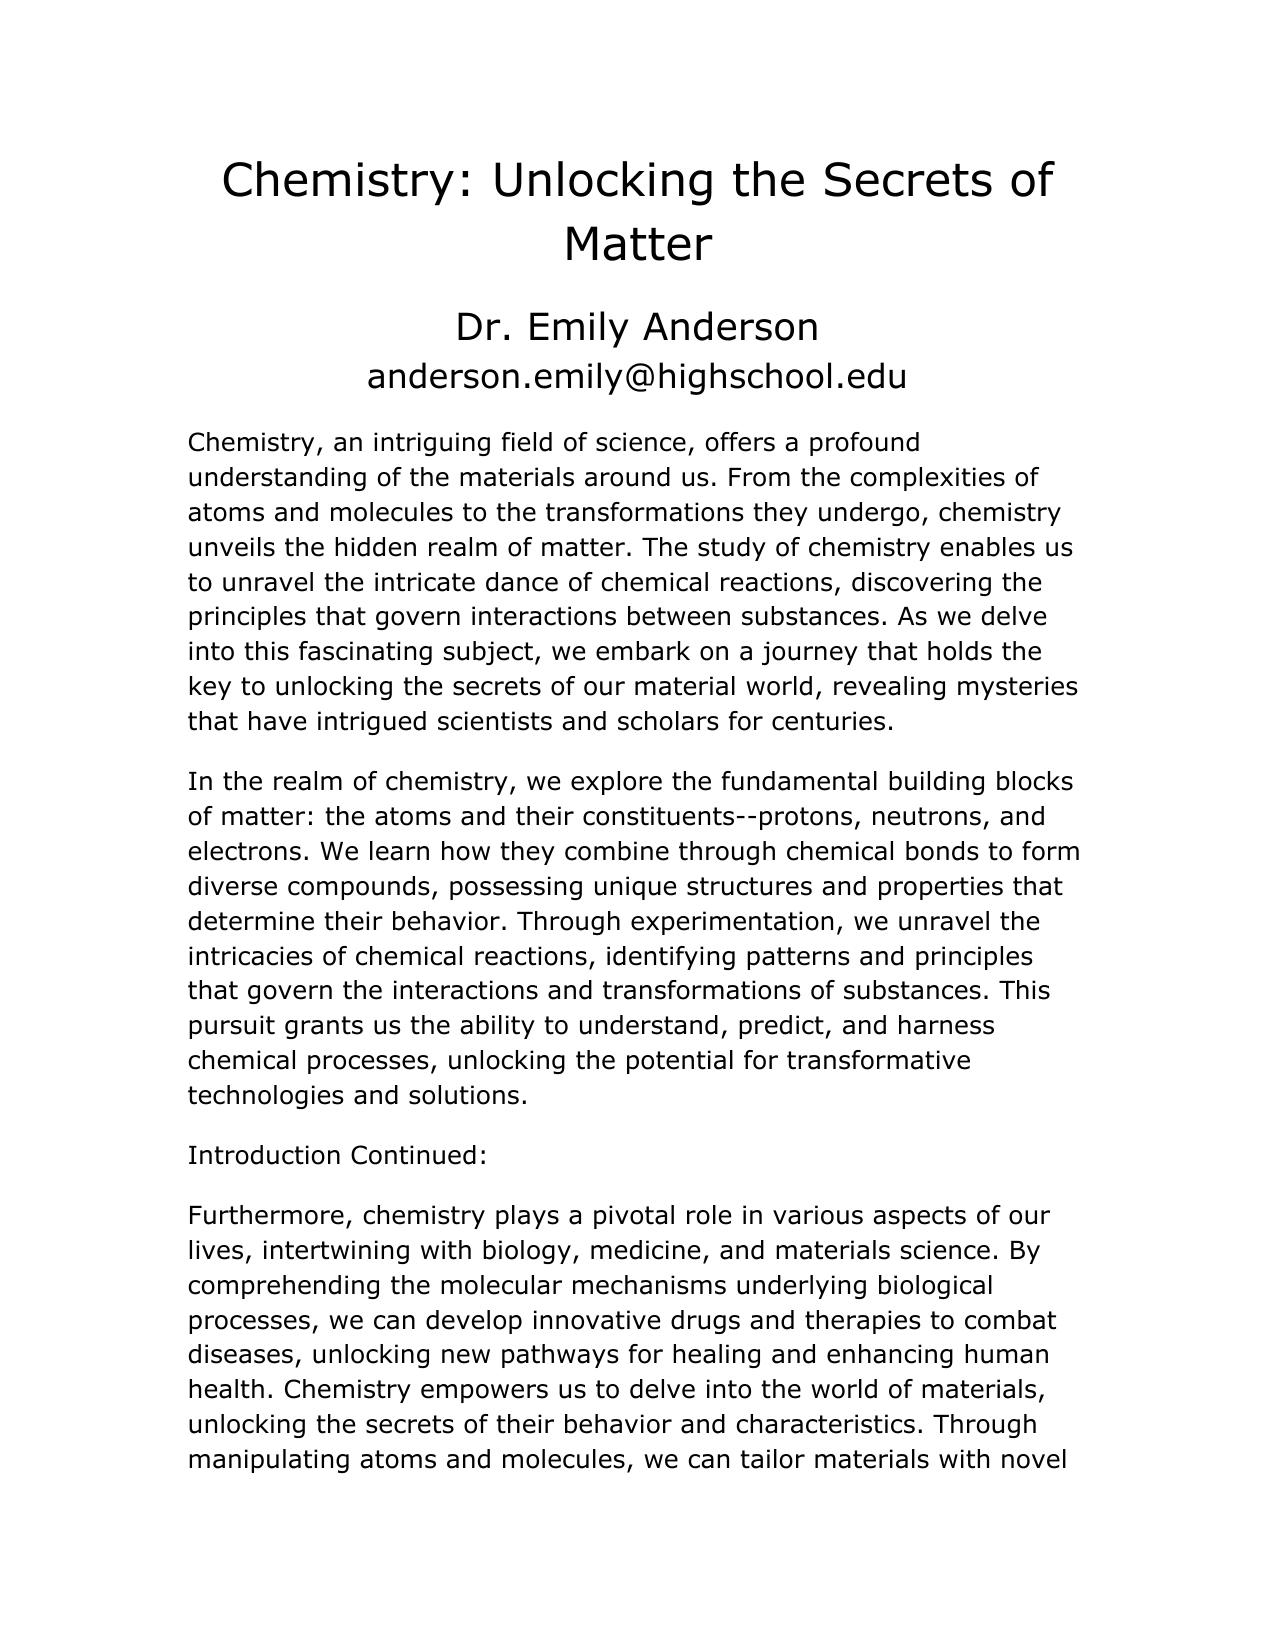 Chemistry: Unlocking the Secrets of
Matter
Dr. Emily Anderson
anderson.emily@highschool.edu
Chemistry, an intriguing field of science, offers a profound
understanding of the materials around us. From the complexities of
atoms and molecules to the transformations they undergo, chemistry
unveils the hidden realm of matter. The study of chemistry enables us
to unravel the intricate dance of chemical reactions, discovering the
principles that govern interactions between substances. As we delve
into this fascinating subject, we embark on a journey that holds the
key to unlocking the secrets of our material world, revealing mysteries
that have intrigued scientists and scholars for centuries.
In the realm of chemistry, we explore the fundamental building blocks
of matter: the atoms and their constituents--protons, neutrons, and
electrons. We learn how they combine through chemical bonds to form
diverse compounds, possessing unique structures and properties that
determine their behavior. Through experimentation, we unravel the
intricacies of chemical reactions, identifying patterns and principles
that govern the interactions and transformations of substances. This
pursuit grants us the ability to understand, predict, and harness
chemical processes, unlocking the potential for transformative
technologies and solutions.
Introduction Continued:
Furthermore, chemistry plays a pivotal role in various aspects of our
lives, intertwining with biology, medicine, and materials science. By
comprehending the molecular mechanisms underlying biological
processes, we can develop innovative drugs and therapies to combat
diseases, unlocking new pathways for healing and enhancing human
health. Chemistry empowers us to delve into the world of materials,
unlocking the secrets of their behavior and characteristics. Through
manipulating atoms and molecules, we can tailor materials with novel